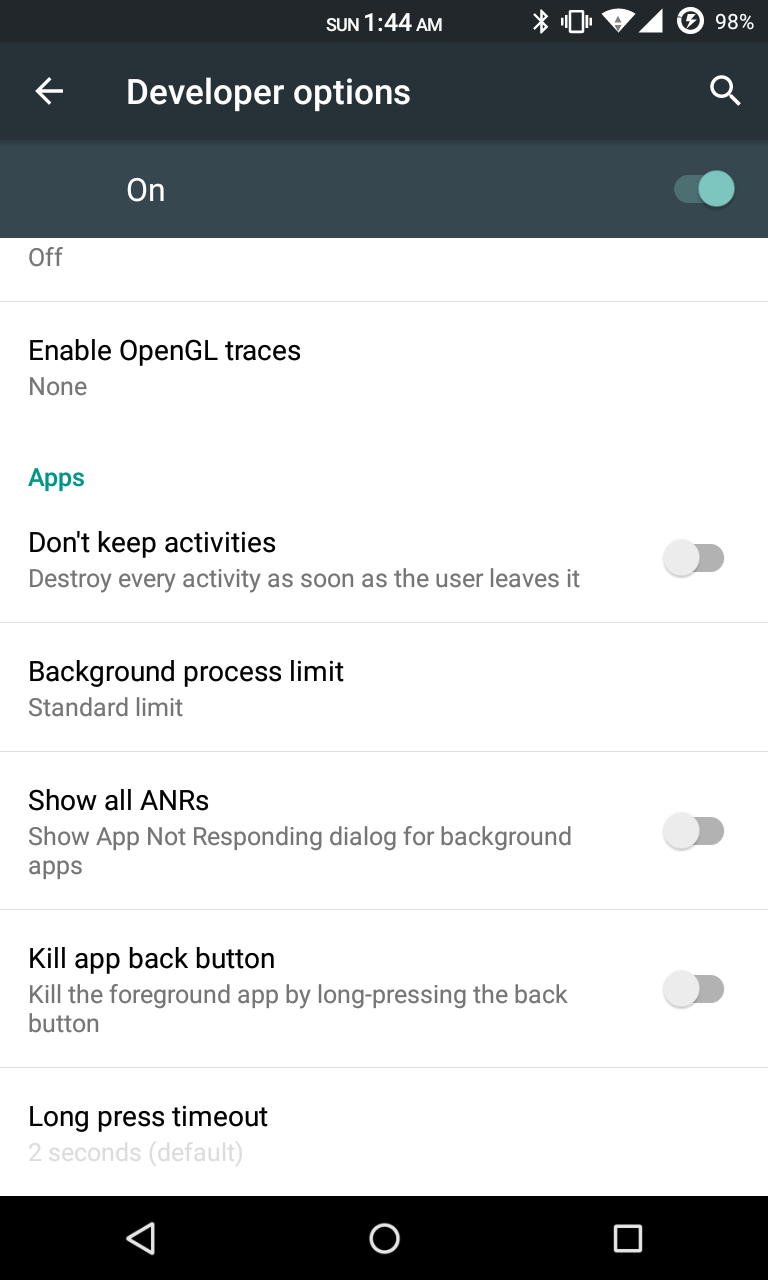 SUN 1:44 AM 98%
Developer options
On
Off
Enable OpenGL traces
None
Apps
Don't keep activities
Destroy every activity as soon as the user leaves it
Background process limit
Standard limit
Show all ANRs
Show App Not Responding dialog for background
apps
Kill app back button
Kill the foreground app by long-pressing the back
button
Long press timeout
2 seconds (default)